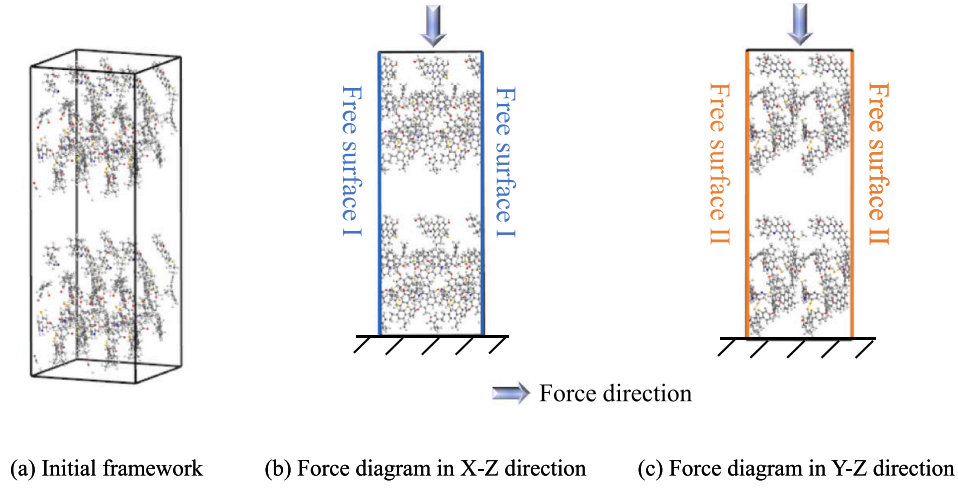 Free surface I
Free surface I
Free surface II
Free surface II
Force direction
(a) Initial framework
(b) Force diagram in X-Z direction
(c) Force diagram in Y-Z direction